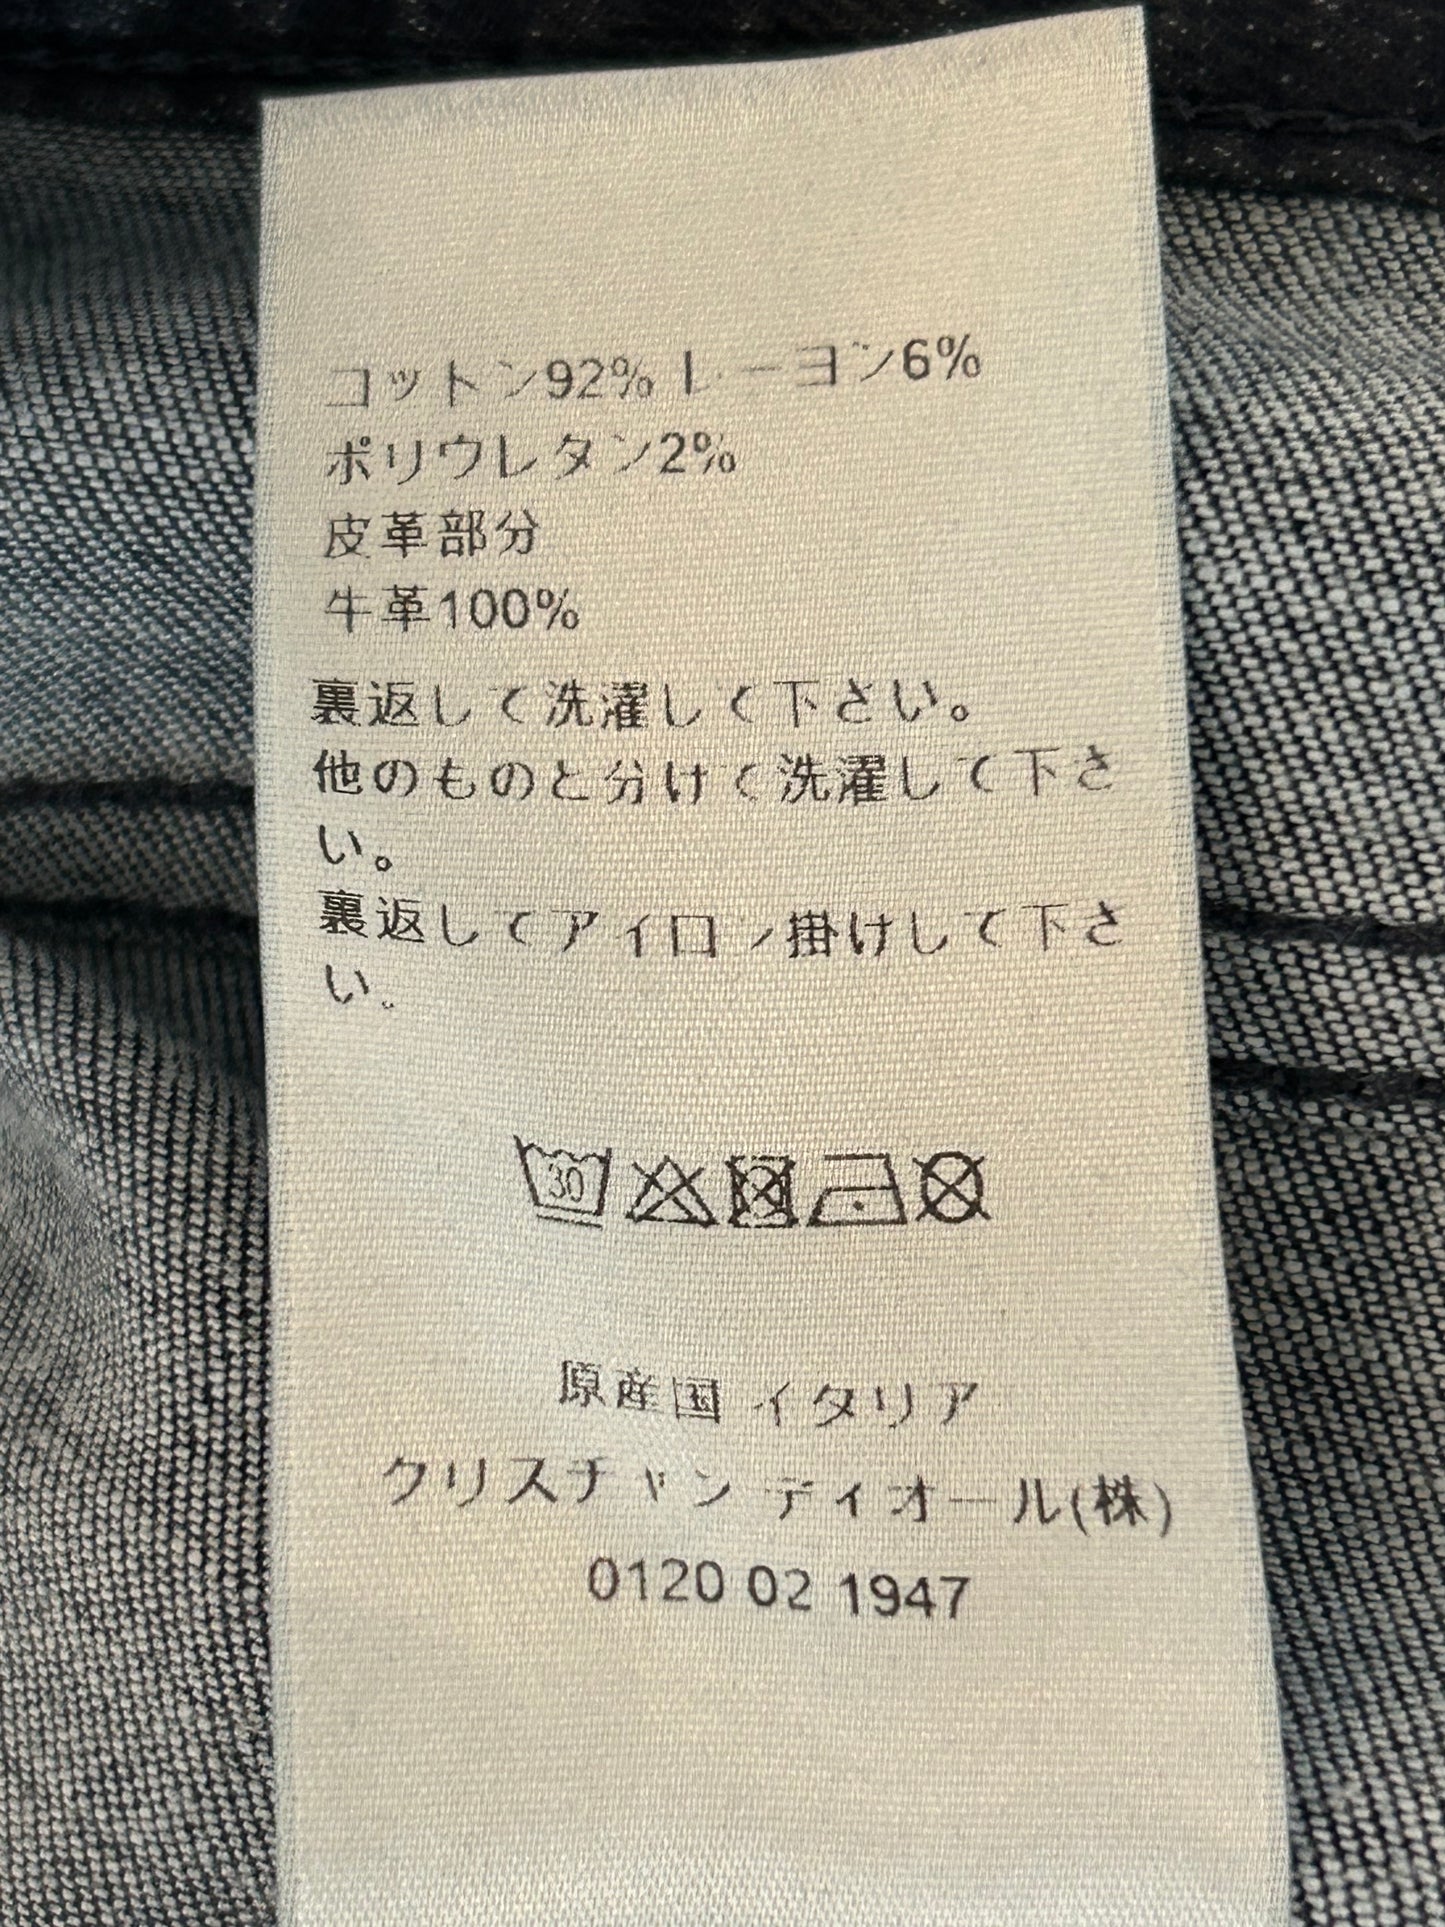 コットン92% レーヨン6%
ポリウレタン2%
皮革部分
牛革100%
裏返して洗濯して下さい。
他のものと分けて洗濯して下さ
い。
裏返してアイロン掛けして下さ
い。
30
原産国 イタリア
クリスチャン ディオール(株)
0120 02 1947